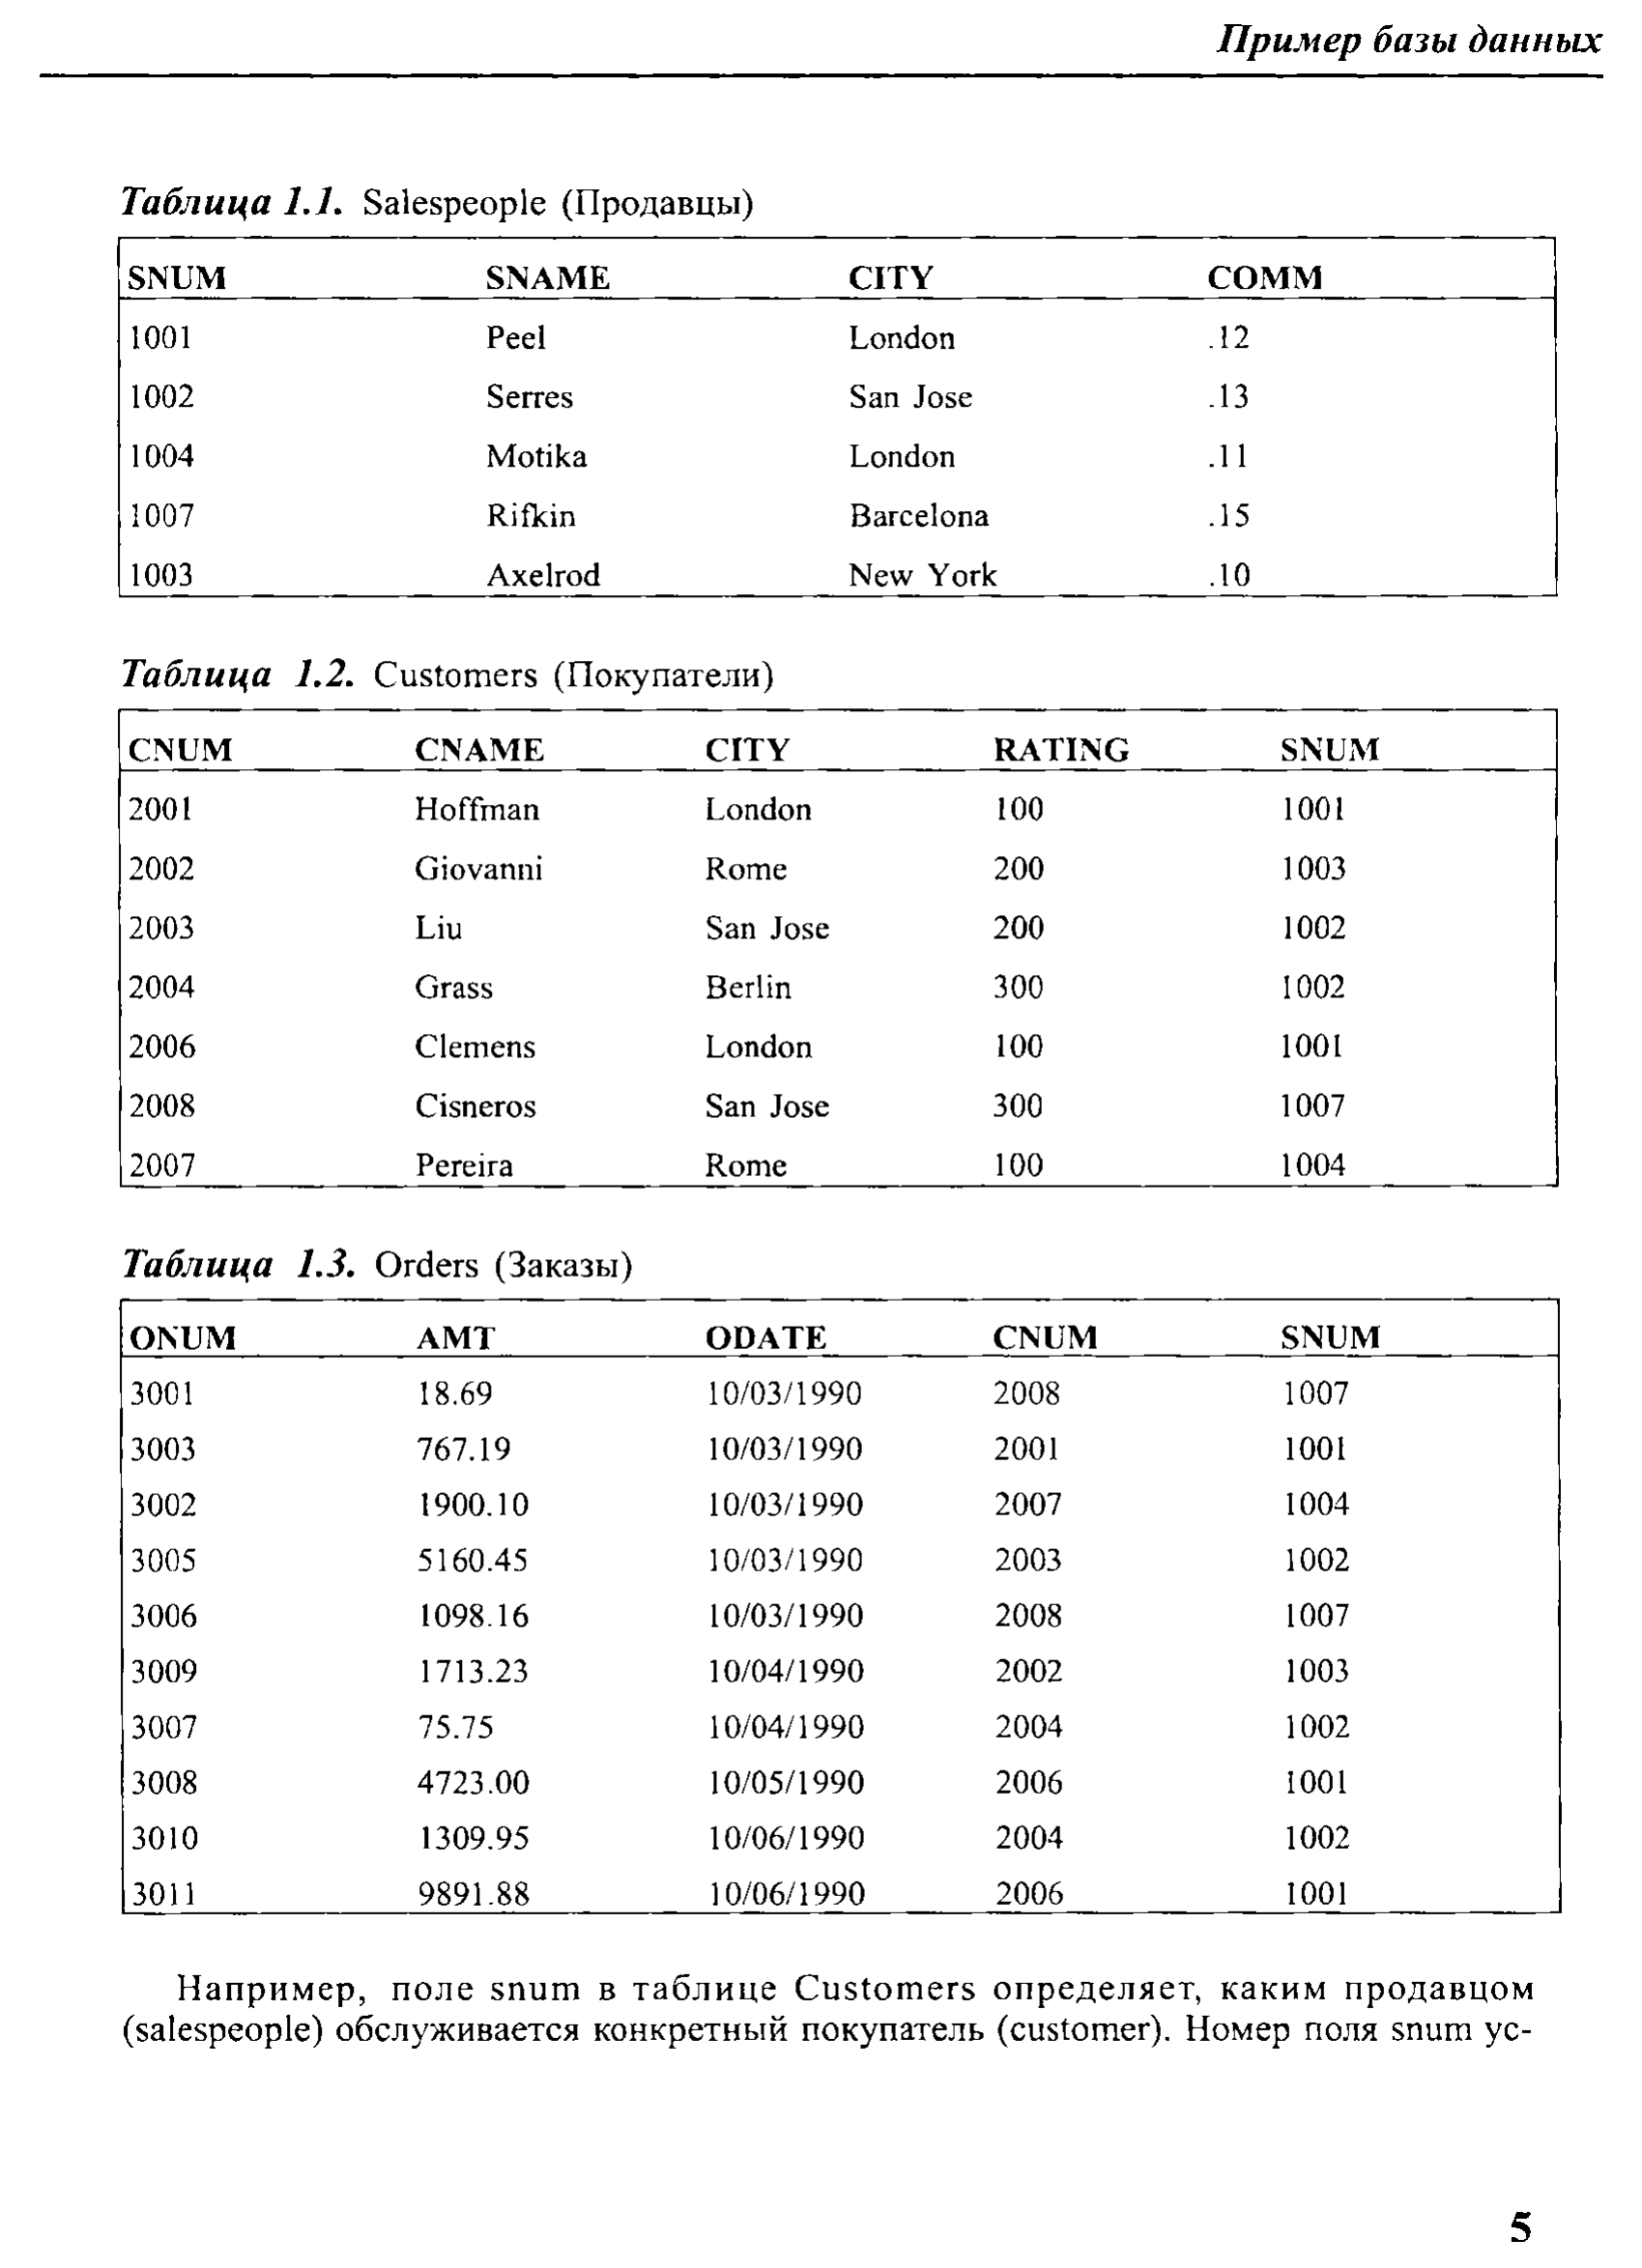 Пример базы данных
Таблица 1.1. Salespeople (Продавцы)
SNUM SNAME CITY COMM
1001 Peel London .12
1002 Serres San Jose .13
1004 Motika London .11
1007 Rifkin Barcelona .15
1003 Axelrod New York .10
Таблица 1.2. Customers (Покупатели)
CNUM CNAME CITY RATING SNUM
2001 Hoffman London 100 1001
2002 Giovanni Rome 200 1003
2003 Liu San Jose 200 1002
2004 Grass Berlin 300 1002
2006 Clemens London 100 1001
2008 Cisneros San Jose 300 1007
2007 Pereira Rome 100 1004
Таблица 1.3. Orders (Заказы)
ONUM AMT ODATE CNUM SNUM
3001 18.69 10/03/1990 2008 1007
3003 767.19 10/03/1990 2001 1001
3002 1900.10 10/03/1990 2007 1004
3005 5160.45 10/03/1990 2003 1002
3006 1098.16 10/03/1990 2008 1007
3009 1713.23 10/04/1990 2002 1003
3007 75.75 10/04/1990 2004 1002
3008 4723.00 10/05/1990 2006 1001
3010 1309.95 10/06/1990 2004 1002
3011 9891.88 10/06/1990 2006 1001
Например, поле snum в таблице Customers определяет, каким продавцом
(salespeople) обслуживается конкретный покупатель (customer). Номер поля snum ус-
5